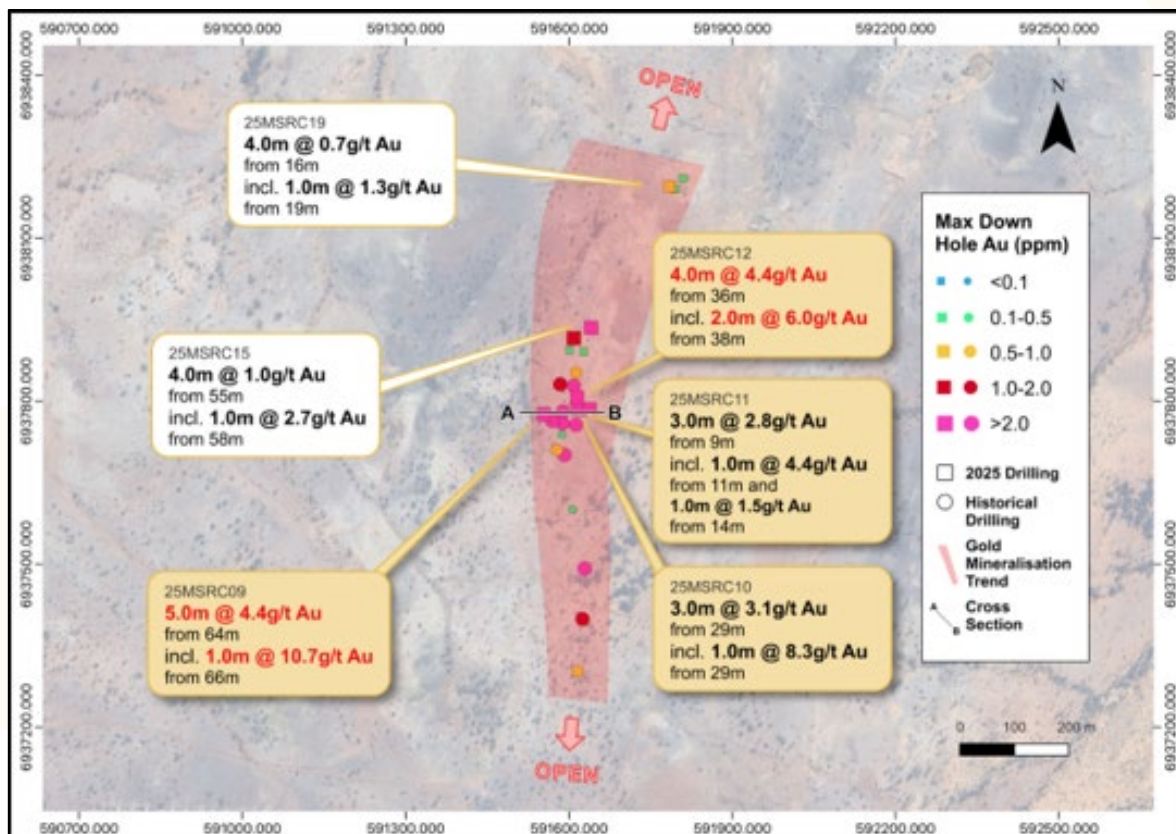 590700.000 591000.000 591300.000 591600.000 591900.000 592200.000 592500.000
6938400.000
6938100.000
6937800.000
6937500.000
6937200.000
OPEN
N
25MSRC19
4.0m @ 0.7g/t Au
from 16m
incl. 1.0m @ 1.3g/t Au
from 19m
25MSRC12
4.0m @ 4.4g/t Au
from 36m
incl. 2.0m @ 6.0g/t Au
from 38m
25MSRC15
4.0m @ 1.0g/t Au
from 55m
incl. 1.0m @ 2.7g/t Au
from 58m
A B
25MSRC11
3.0m @ 2.8g/t Au
from 9m
incl. 1.0m @ 4.4g/t Au
from 11m and
1.0m @ 1.5g/t Au
from 14m
25MSRC09
5.0m @ 4.4g/t Au
from 64m
incl. 1.0m @ 10.7g/t Au
from 66m
25MSRC10
3.0m @ 3.1g/t Au
from 29m
incl. 1.0m @ 8.3g/t Au
from 29m
OPEN
Max Down
Hole Au (ppm)
<0.1
0.1-0.5
0.5-1.0
1.0-2.0
>2.0
2025 Drilling
Historical
Drilling
Gold
Mineralisation
Trend
A
B
Cross
Section
0 100 200 m
6938400.000
6938100.000
6937800.000
6937500.000
6937200.000
590700.000 591000.000 591300.000 591600.000 591900.000 592200.000 592500.000